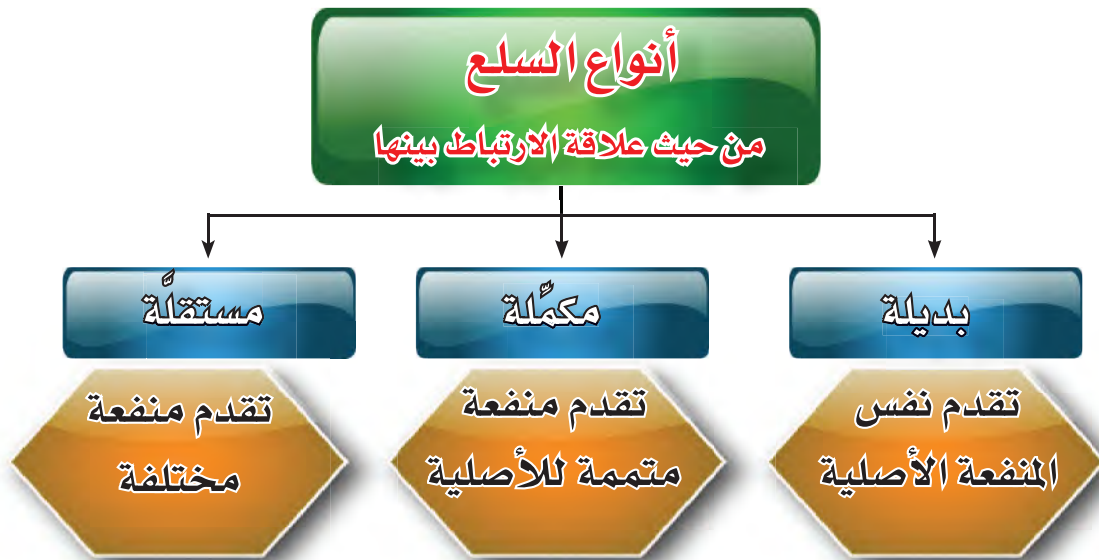 أنواع السلع
من حيث علاقة الارتباط بينها
بديلة
مكمِّلة
مستقلَّة
تقدم نفس
المنفعة الأصلية
تقدم منفعة
متممة للأصلية
تقدم منفعة
مختلفة